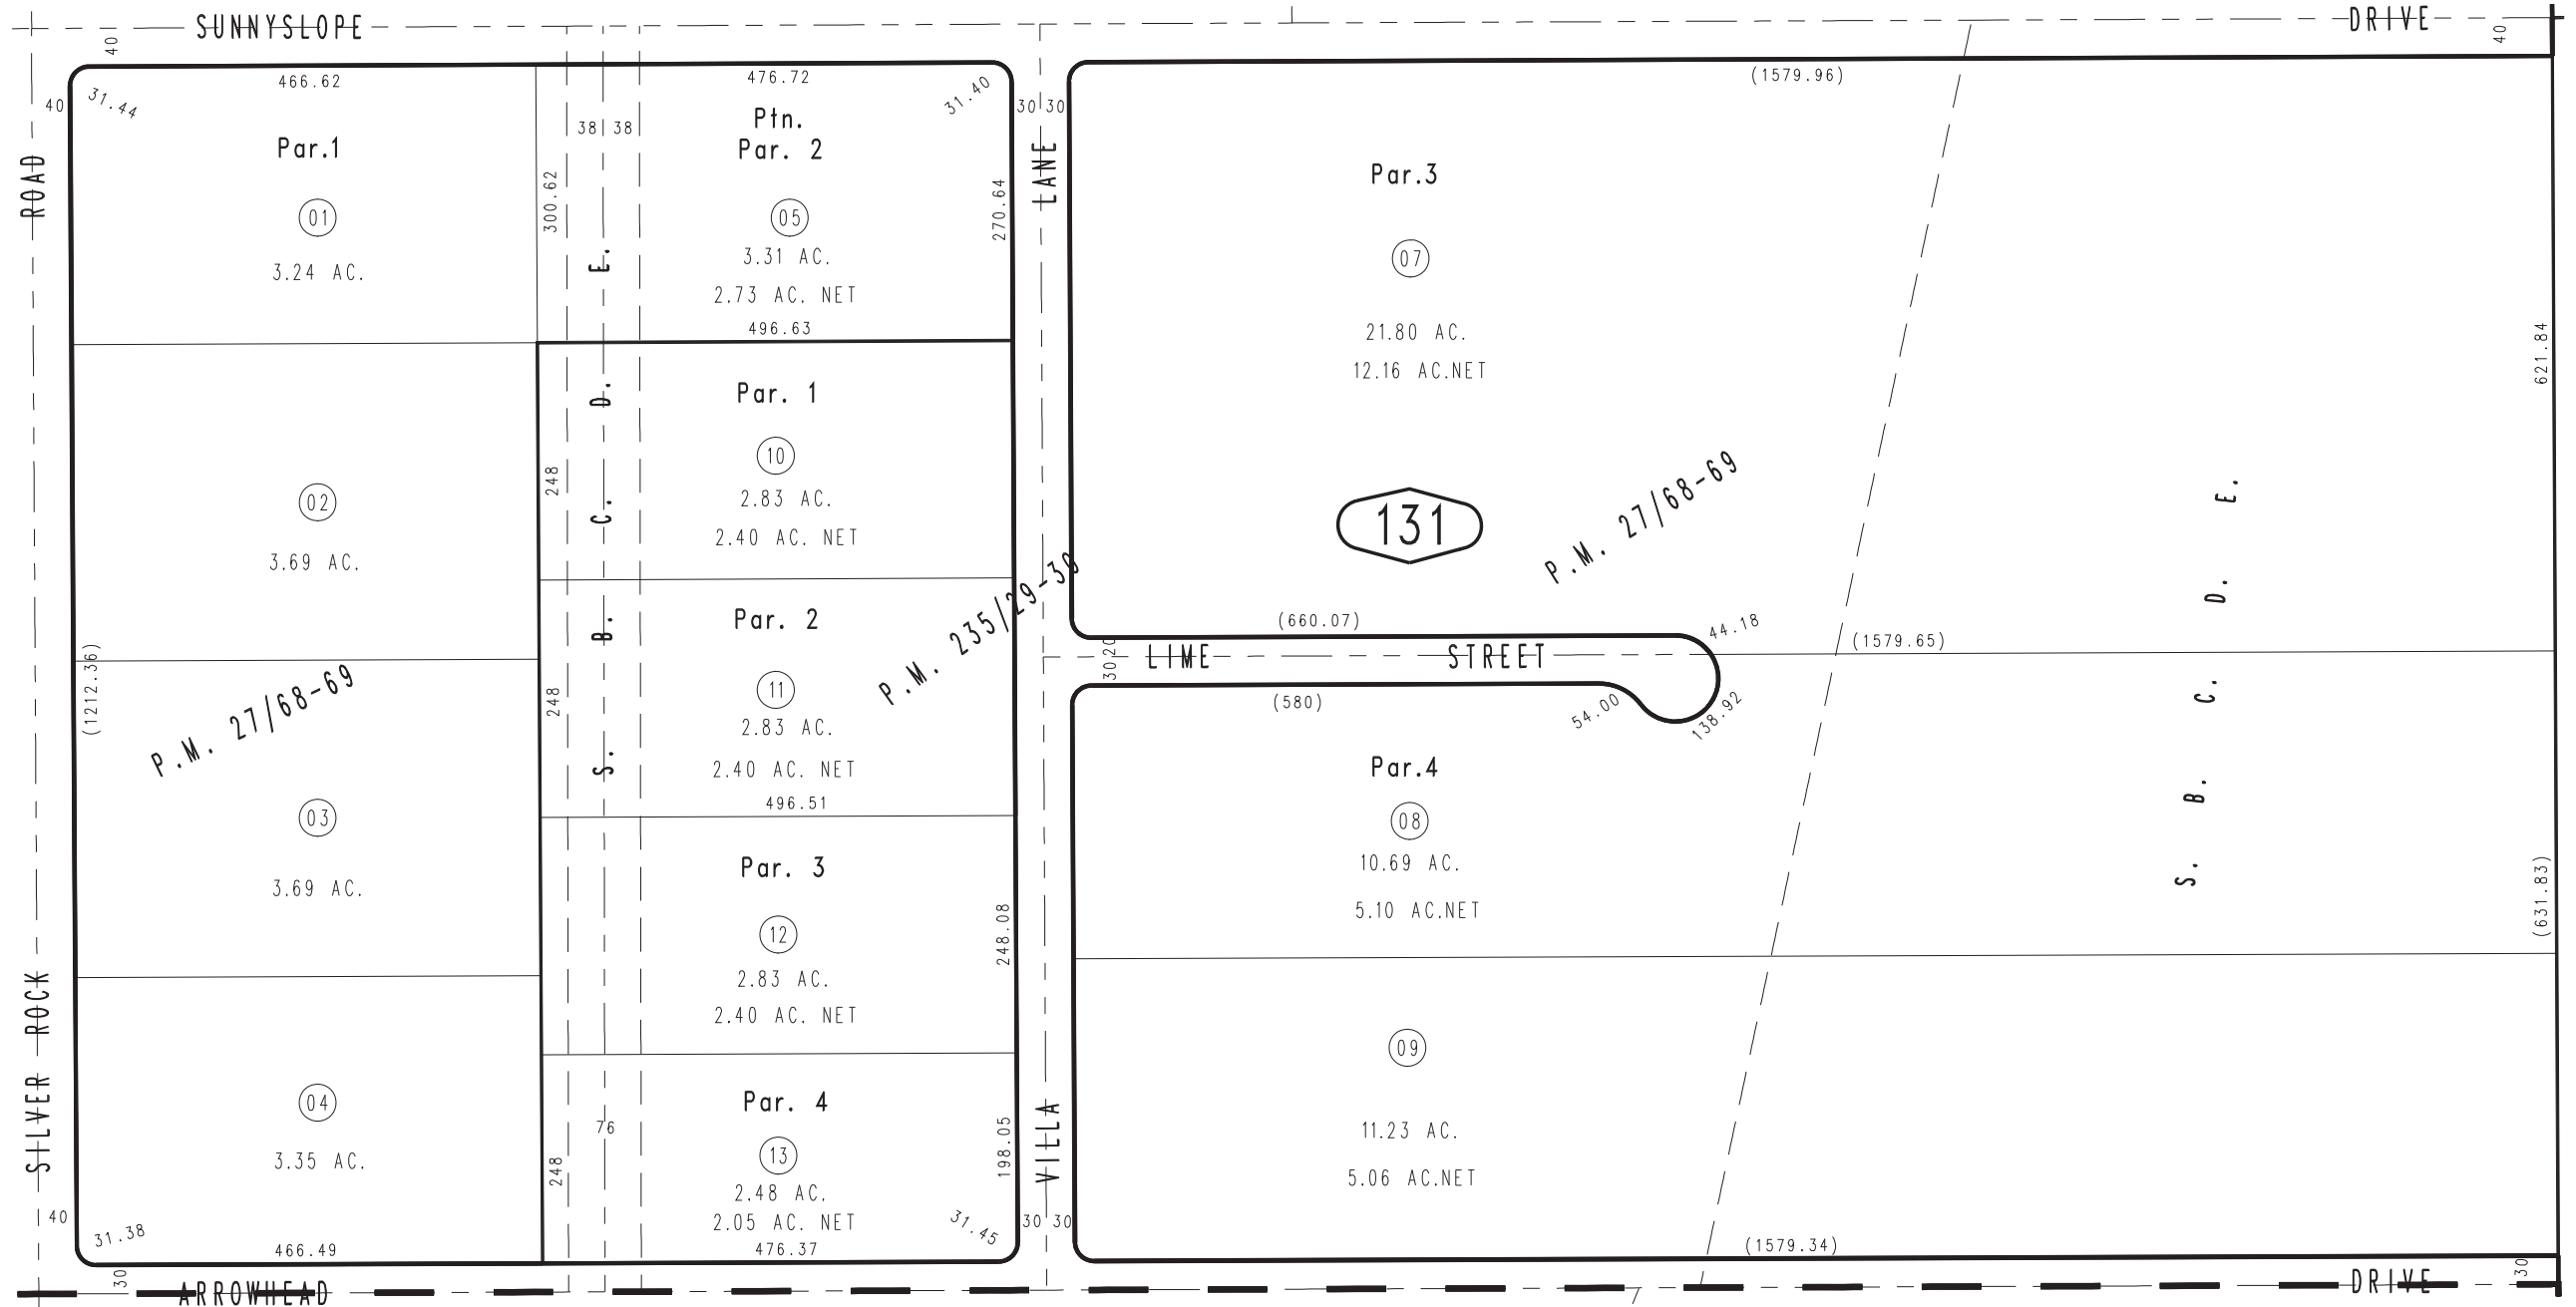 SUNNYSLOPE
DRIVE
40
40
466.62
476.72
(1579.96)
40
31.44
31.40
30 30
38 38
Ptn.
Par. 2
Par.1
Par.3
ROAD
LANE
300.62
270.64
01
05
07
3.24 AC.
3.31 AC.
2.73 AC. NET
496.63
21.80 AC.
12.16 AC.NET
621.84
Par. 1
10
2.83 AC.
2.40 AC. NET
248
02
3.69 AC.
131
P.M. 27/68-69
S. B. C. D. E.
S. B. C. D. E.
P.M. 235/29-30
Par. 2
11
2.83 AC.
2.40 AC. NET
496.51
248
(660.07)
44.18
(1579.65)
30 20
LIME STREET
(580)
54.00
138.92
(1212.36)
P.M. 27/68-69
03
3.69 AC.
Par. 3
12
2.83 AC.
2.40 AC. NET
248.08
Par.4
08
10.69 AC.
5.10 AC.NET
(631.83)
SILVER ROCK
VILLA
04
3.35 AC.
Par. 4
13
2.48 AC.
2.05 AC. NET
76
248
198.05
09
11.23 AC.
5.06 AC.NET
40
31.38
31.45
30 30
466.49
476.37
(1579.34)
30
30
ARROWHEAD
DRIVE